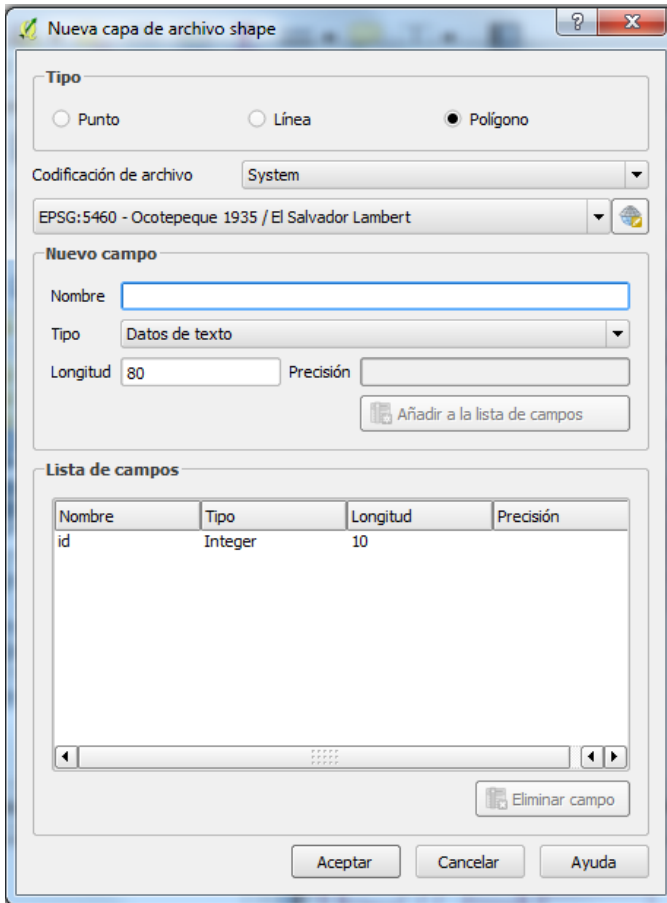 Nueva capa de archivo shape
Tipo
Punto Línea Polígono
Codificación de archivo System
EPSG:5460 - Ocotepeque 1935 / El Salvador Lambert
Nuevo campo
Nombre
Tipo Datos de texto
Longitud 80 Precisión
Añadir a la lista de campos
Lista de campos
Nombre Tipo Longitud Precisión
id Integer 10
Eliminar campo
Aceptar Cancelar Ayuda